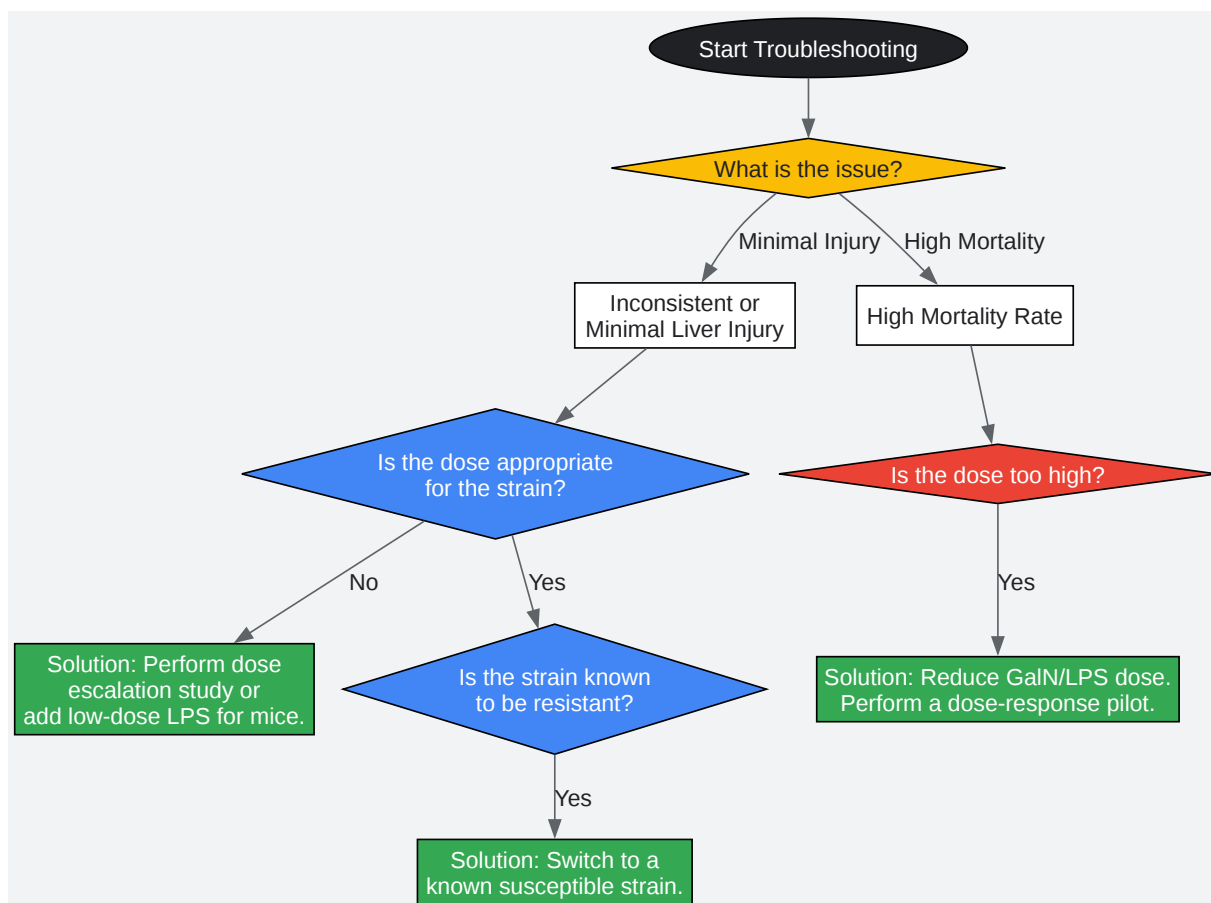 Start Troubleshooting
What is the issue?
Minimal Injury
High Mortality
Inconsistent or
Minimal Liver Injury
High Mortality Rate
Is the dose appropriate
for the strain?
Is the dose too high?
No
Yes
Yes
Solution: Perform dose
escalation study or
add low-dose LPS for mice.
Is the strain known
to be resistant?
Solution: Reduce GalN/LPS dose.
Perform a dose-response pilot.
Yes
Solution: Switch to a
known susceptible strain.